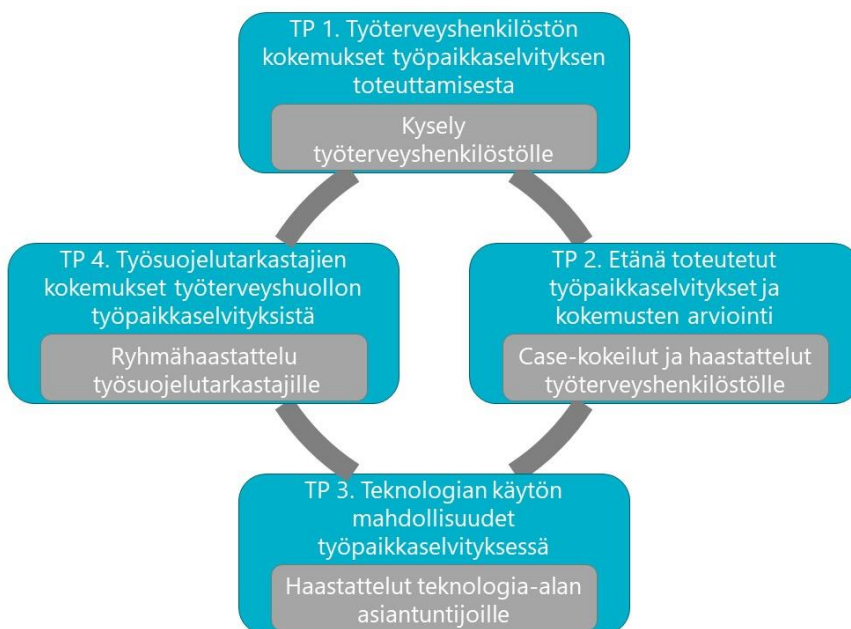 TP 1. Työterveyshenkilöstön
kokemukset työpaikkaselvityksen
toteuttamisesta
Kysely
työterveyshenkilöstölle
TP 2. Etänä toteutetut
työpaikkaselvitykset ja
kokemusten arviointi
Case-kokeilut ja haastattelut
työterveyshenkilöstölle
TP 3. Teknologian käytön
mahdollisuudet
työpaikkaselvityksessä
Haastattelut teknologia-alan
asiantuntijoille
TP 4. Työsuojelutarkastajien
kokemukset työterveyshuollon
työpaikkaselvityksistä
Ryhmähaastattelu
työsuojelutarkastajille